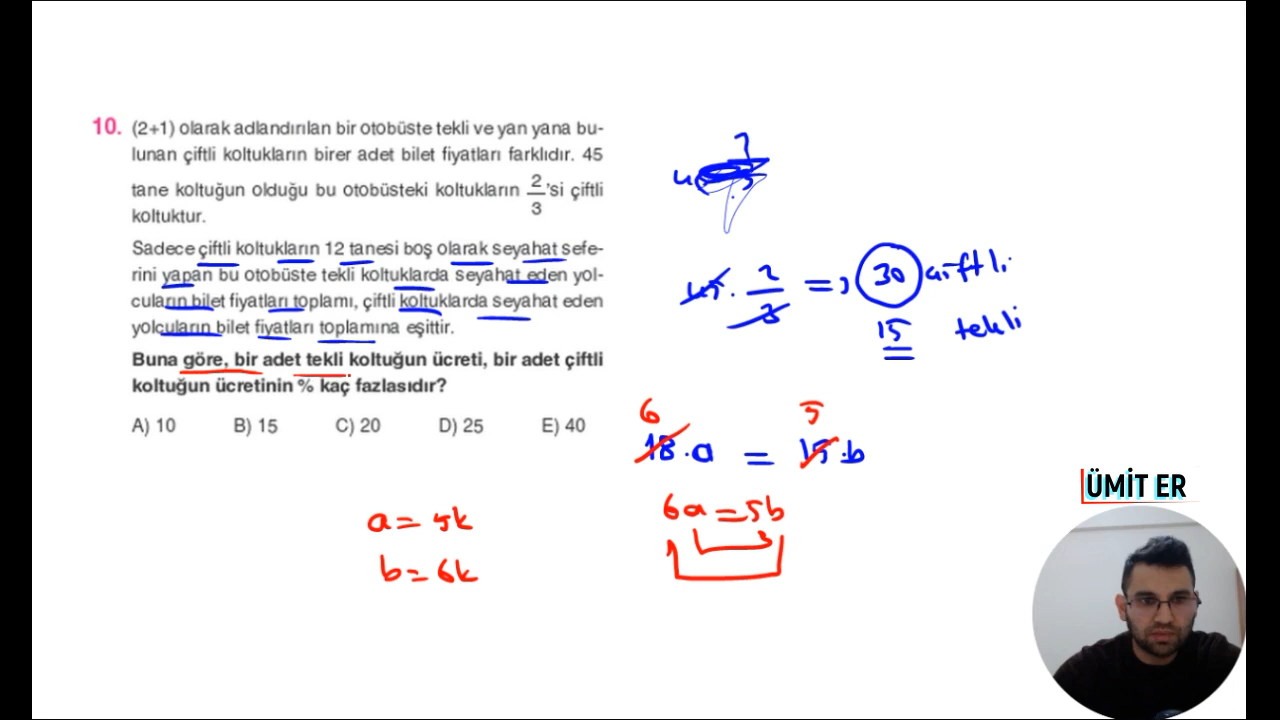 10. (2+1) olarak adlandırılan bir otobüste tekli ve yan yana bu-
lunan çiftli koltukların birer adet bilet fiyatları farklıdır. 45
tane koltuğun olduğu bu otobüsteki koltukların 2/3'si çiftli
koltuktur.
Sadece çiftli koltukların 12 tanesi boş olarak seyahat sefe-
rini yapan bu otobüste tekli koltuklarda seyahat eden yol-
cuların bilet fiyatları toplamı, çiftli koltuklarda seyahat eden
yolcuların bilet fiyatları toplamına eşittir.
Buna göre, bir adet tekli koltuğun ücreti, bir adet çiftli
koltuğun ücretinin % kaç fazlasıdır?
A) 10 B) 15 C) 20 D) 25 E) 40
45 . 2/3 = 30 çiftli
15 tekli
6 5
18.a = 15.b
6a = 5b
a = 5k
b = 6k
ÜMİT ER